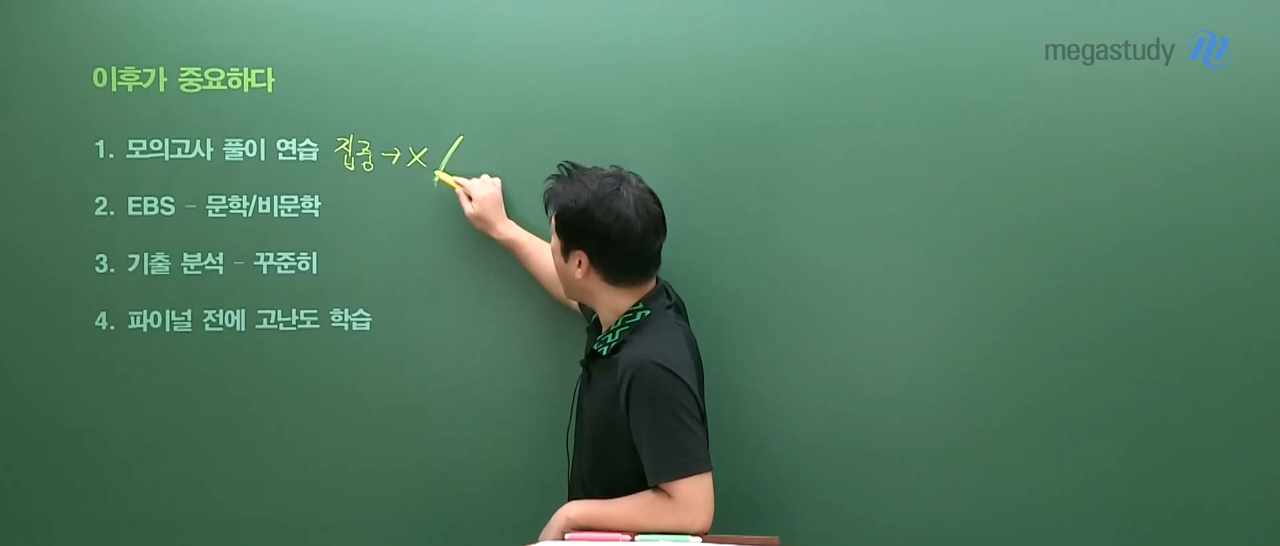 megastudy
이후가 중요하다
1. 모의고사 풀이 연습 집중 → X
2. EBS - 문학/비문학
3. 기출 분석 - 꾸준히
4. 파이널 전에 고난도 학습